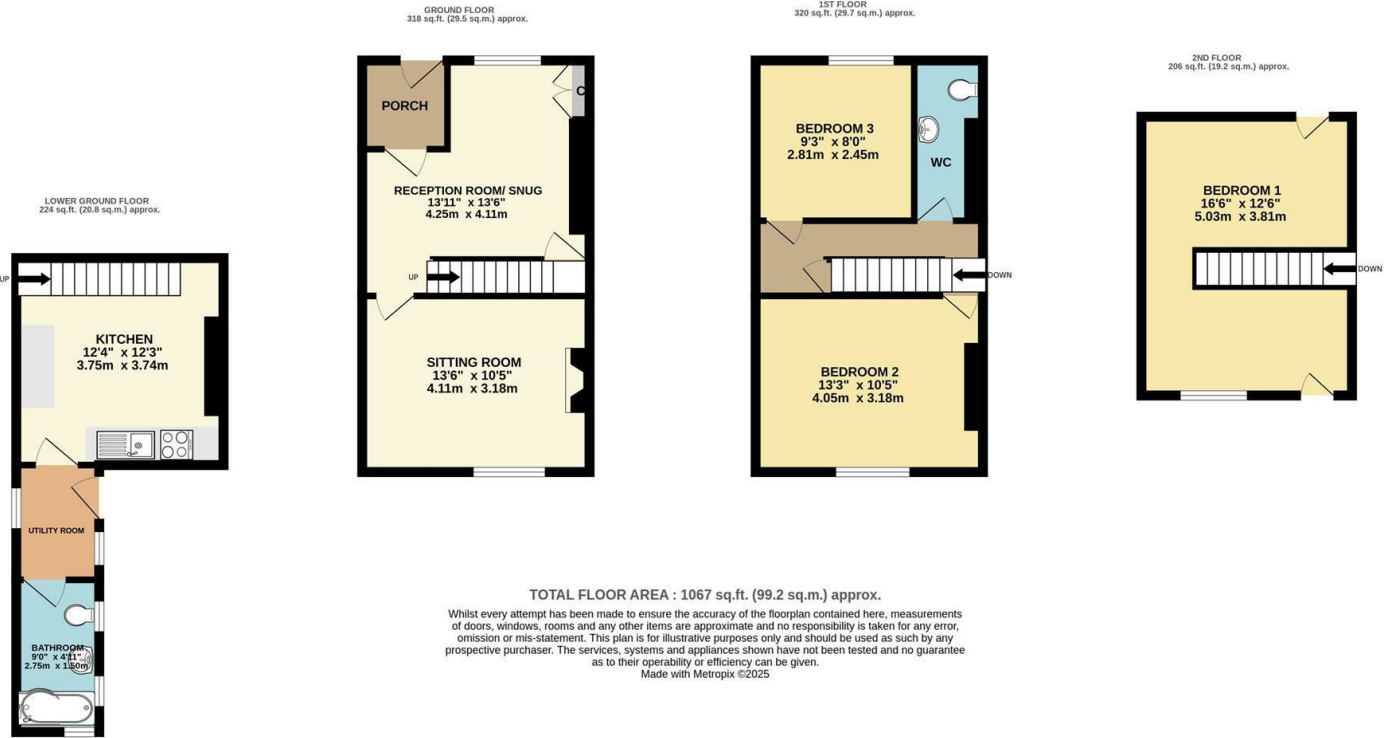 LOWER GROUND FLOOR
224 sq.ft. (20.8 sq.m.) approx.
UP
KITCHEN
12'4" x 12'3"
3.75m x 3.74m
UTILITY ROOM
BATHROOM
9'0" x 4'11"
2.75m x 1.50m
GROUND FLOOR
318 sq.ft. (29.5 sq.m.) approx.
PORCH
C
RECEPTION ROOM/ SNUG
13'11" x 13'6"
4.25m x 4.11m
UP
SITTING ROOM
13'6" x 10'5"
4.11m x 3.18m
1ST FLOOR
320 sq.ft. (29.7 sq.m.) approx.
BEDROOM 3
9'3" x 8'0"
2.81m x 2.45m
WC
DOWN
BEDROOM 2
13'3" x 10'5"
4.05m x 3.18m
2ND FLOOR
206 sq.ft. (19.2 sq.m.) approx.
BEDROOM 1
16'6" x 12'6"
5.03m x 3.81m
DOWN
TOTAL FLOOR AREA : 1067 sq.ft. (99.2 sq.m.) approx.
Whilst every attempt has been made to ensure the accuracy of the floorplan contained here, measurements
of doors, windows, rooms and any other items are approximate and no responsibility is taken for any error,
omission or mis-statement. This plan is for illustrative purposes only and should be used as such by any
prospective purchaser. The services, systems and appliances shown have not been tested and no guarantee
as to their operability or efficiency can be given.
Made with Metropix ©2025